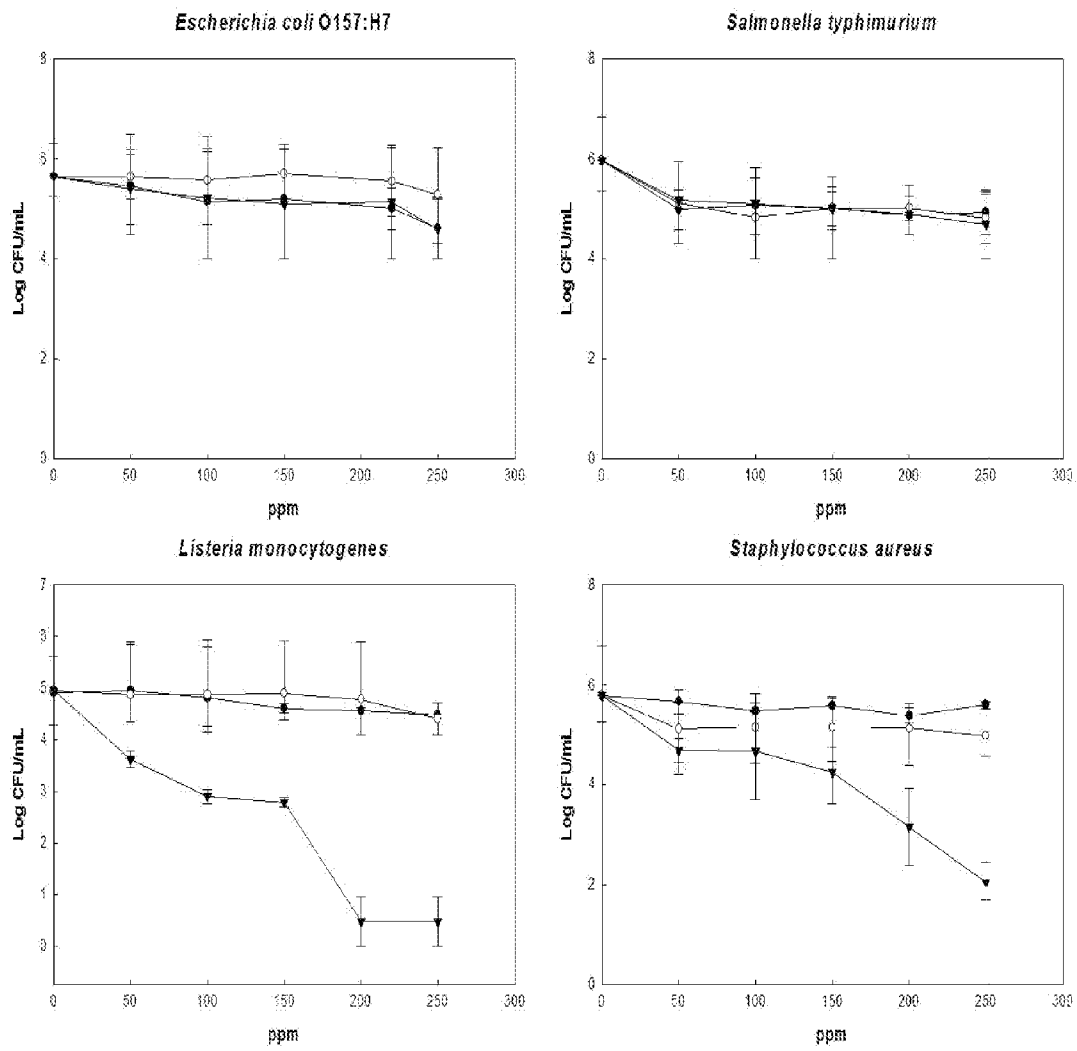 Escherichia coli O157:H7
Salmonella typhimurium
8
6
4
2
0
Log CFU/mL
0 50 100 150 200 250 300
ppm
8
6
4
2
0
Log CFU/mL
0 50 100 150 200 250 300
ppm
Listeria monocytogenes
Staphylococcus aureus
7
6
5
4
3
2
1
0
Log CFU/mL
0 50 100 150 200 250 300
ppm
8
6
4
2
0
Log CFU/mL
0 50 100 150 200 250 300
ppm